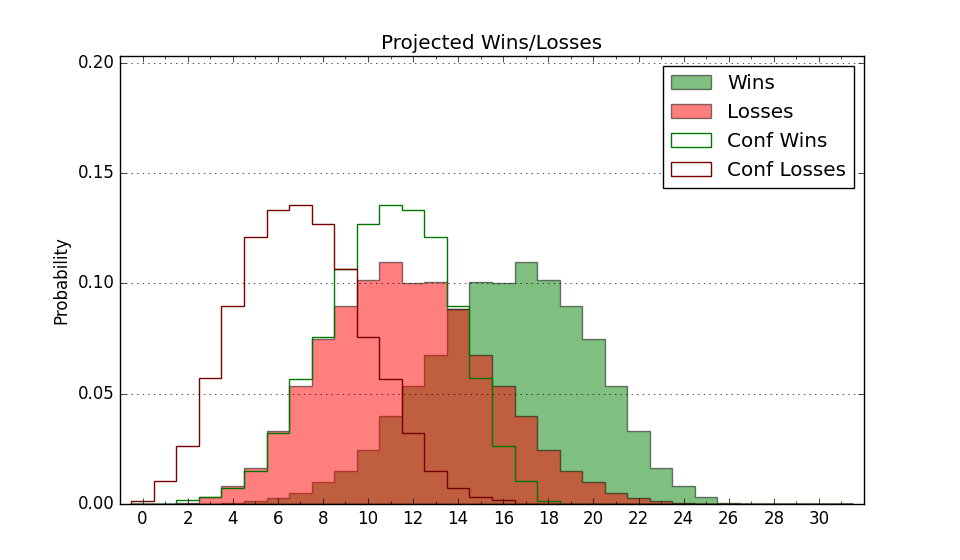 Projected Wins/Losses
0.20
0.15
0.10
0.05
0.00
Probability
Wins
Losses
Conf Wins
Conf Losses
0 2 4 6 8 10 12 14 16 18 20 22 24 26 28 30